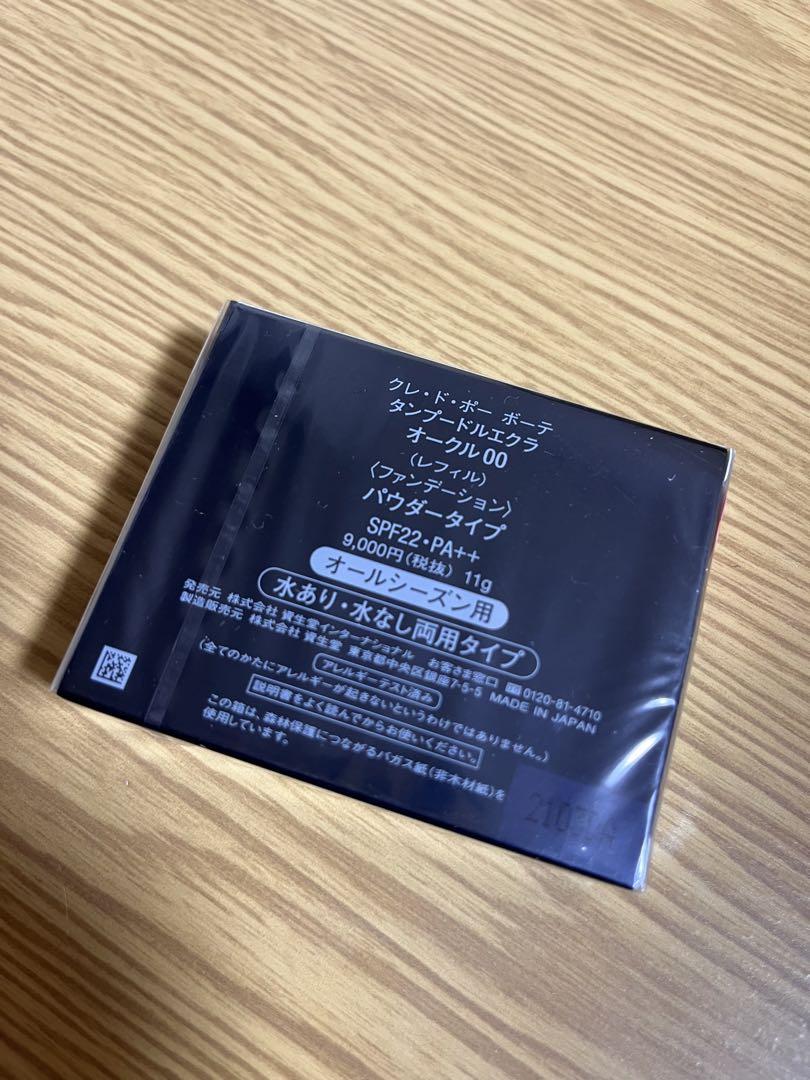 クレ・ド・ポー ボーテ
タンプードルエクラ
オークル00
(レフィル)
〈ファンデーション〉
パウダータイプ
SPF22・PA++
9,000円(税抜) 11g
オールシーズン用
水あり・水なし両用タイプ
発売元 株式会社 資生堂インターナショナル お客さま窓口 0120-81-4710
製造販売元 株式会社 資生堂 東京都中央区銀座7-5-5 MADE IN JAPAN
アレルギーテスト済み
(全てのかたにアレルギーが起きないというわけではありません。)
説明書をよく読んでからお使いください。
この箱は、森林保護につながるバガス紙(非木材紙)を
使用しています。